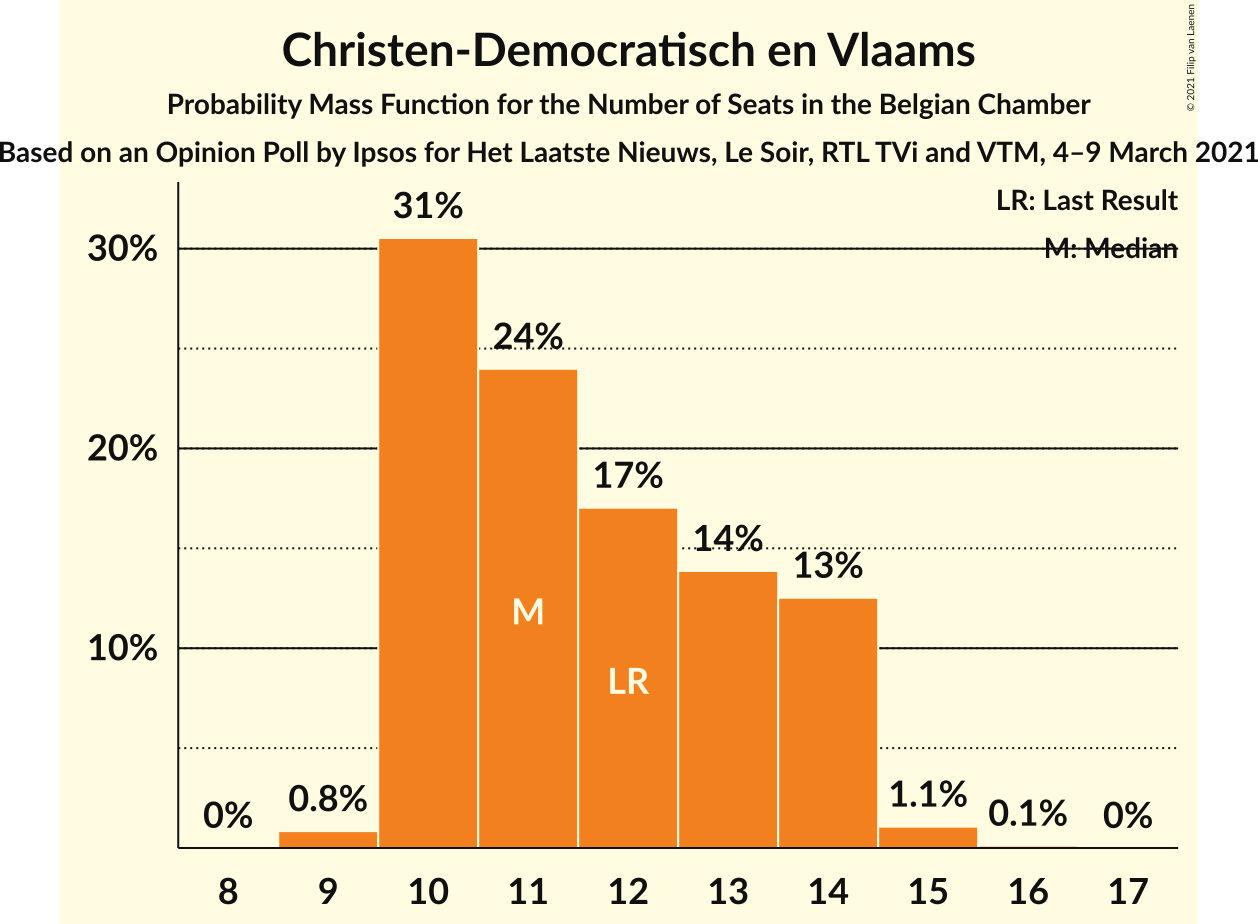 Christen-Democratisch en Vlaams
Probability Mass Function for the Number of Seats in the Belgian Chamber
Based on an Opinion Poll by Ipsos for Het Laatste Nieuws, Le Soir, RTL TVi and VTM, 4–9 March 2021
© 2021 Filip van Laenen
LR: Last Result
M: Median
30%
20%
10%
0%
0.8%
31%
24%
17%
14%
13%
1.1%
0.1%
0%
M
LR
8 9 10 11 12 13 14 15 16 17